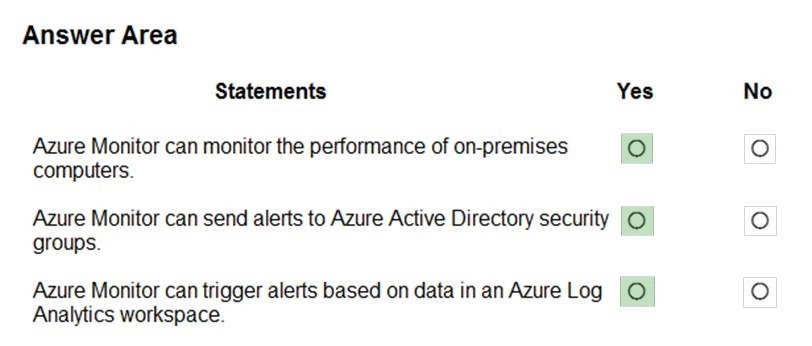 Answer Area
Statements Yes No
Azure Monitor can monitor the performance of on-premises
computers.
Azure Monitor can send alerts to Azure Active Directory security
groups.
Azure Monitor can trigger alerts based on data in an Azure Log
Analytics workspace.